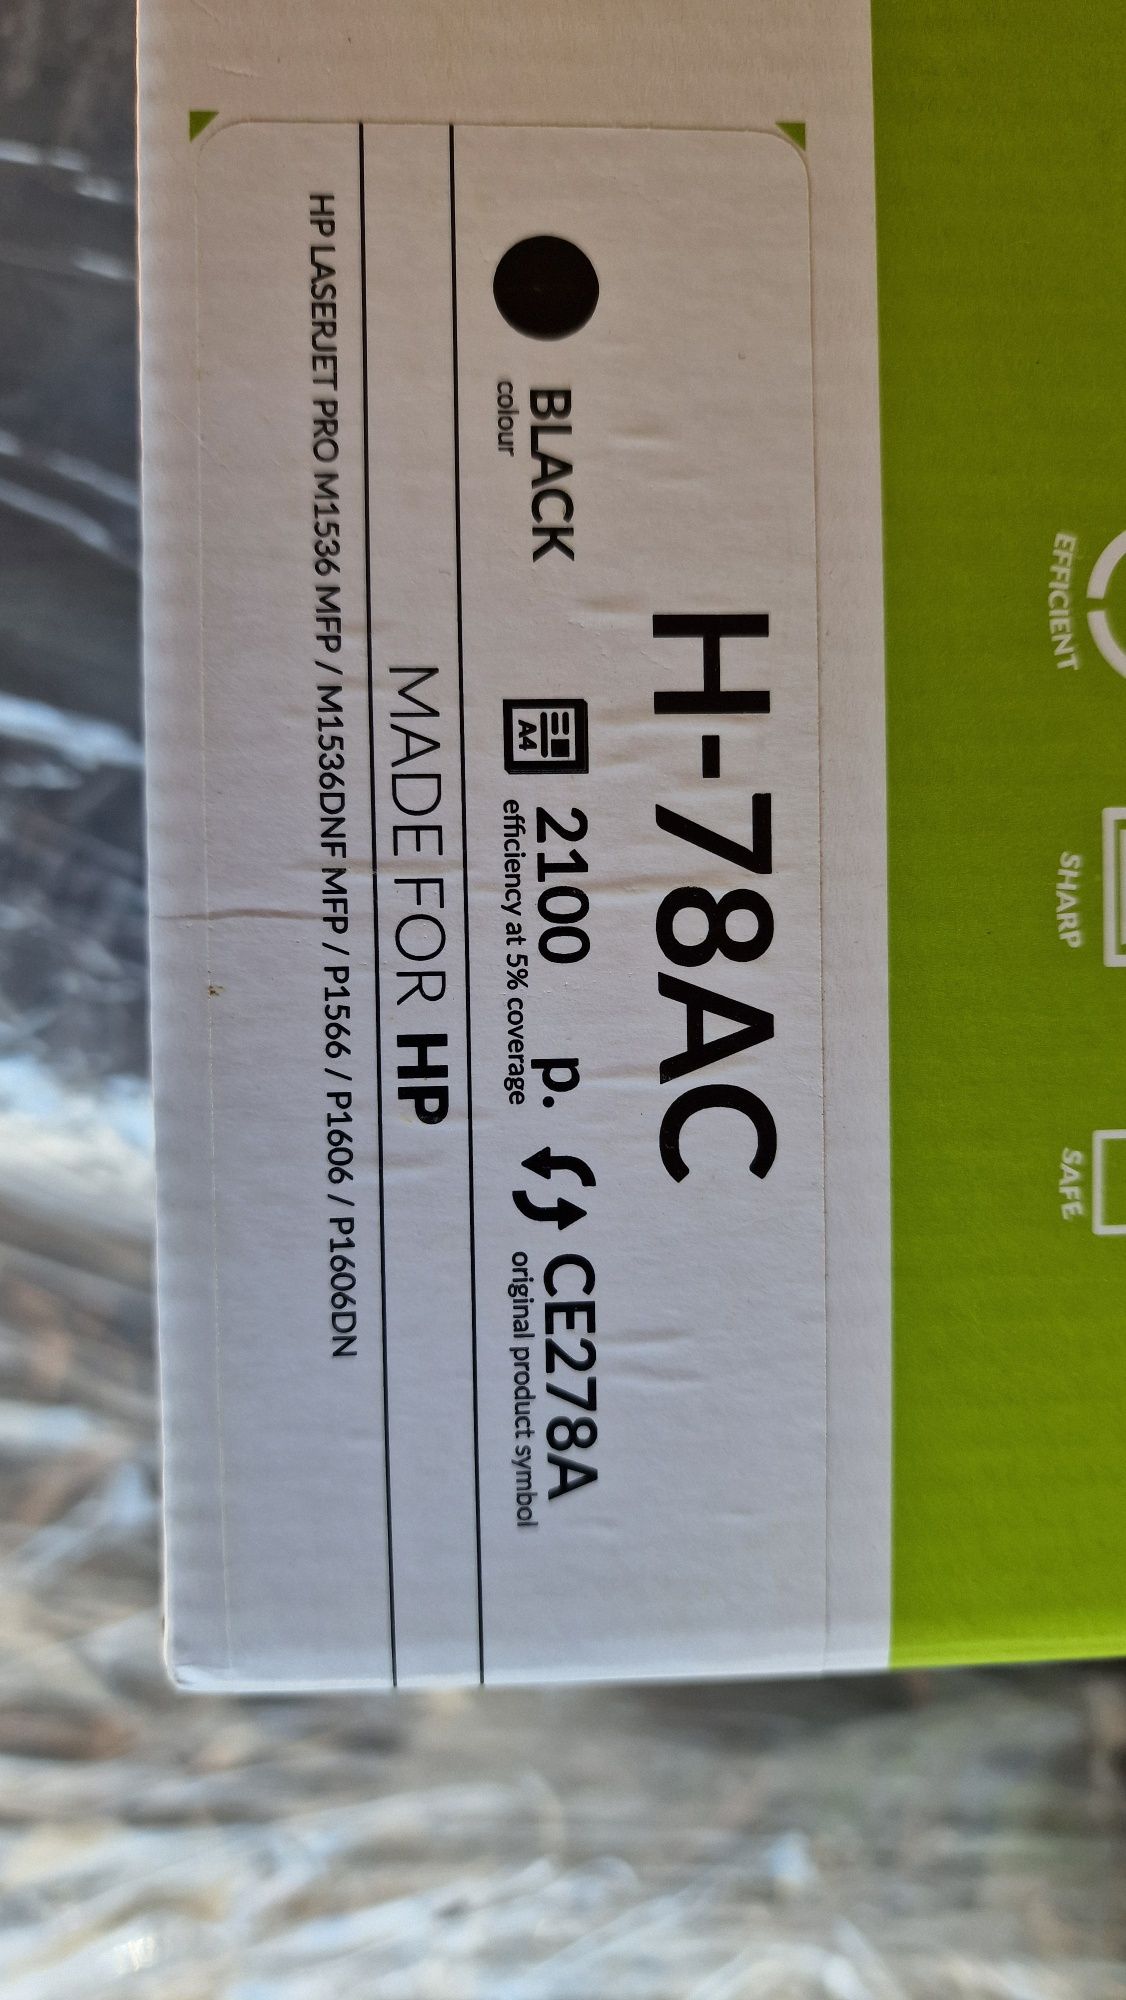 EFFICIENT
SHARP
SAFE
H-78AC
BLACK
colour
A4
2100 p.
efficiency at 5% coverage
CE278A
original product symbol
MADE FOR HP
HP LASERJET PRO M1536 MFP / M1536DNF MFP / P1566 / P1606 / P1606DN